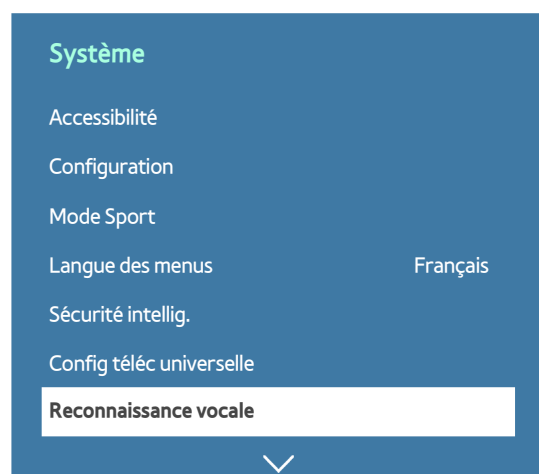 Système
Accessibilité
Configuration
Mode Sport
Langue des menus Français
Sécurité intellig.
Config téléc universelle
Reconnaissance vocale